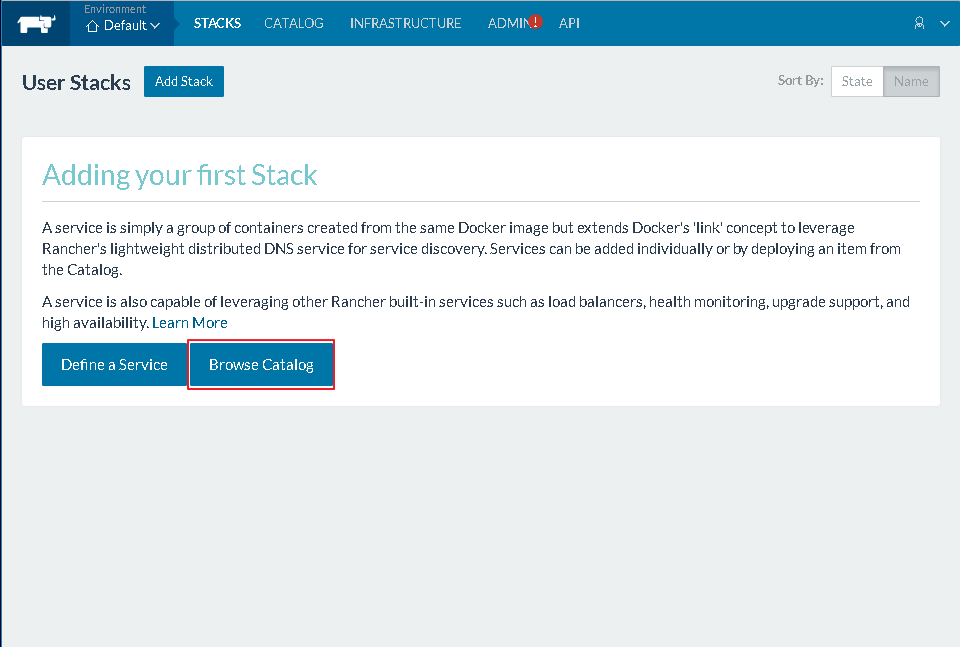 Environment
Default
STACKS
CATALOG
INFRASTRUCTURE
ADMIN
!
API
User Stacks
Add Stack
Sort By:
State
Name
Adding your first Stack
A service is simply a group of containers created from the same Docker image but extends Docker's 'link' concept to leverage
Rancher's lightweight distributed DNS service for service discovery. Services can be added individually or by deploying an item from
the Catalog.
A service is also capable of leveraging other Rancher built-in services such as load balancers, health monitoring, upgrade support, and
high availability. Learn More
Define a Service
Browse Catalog